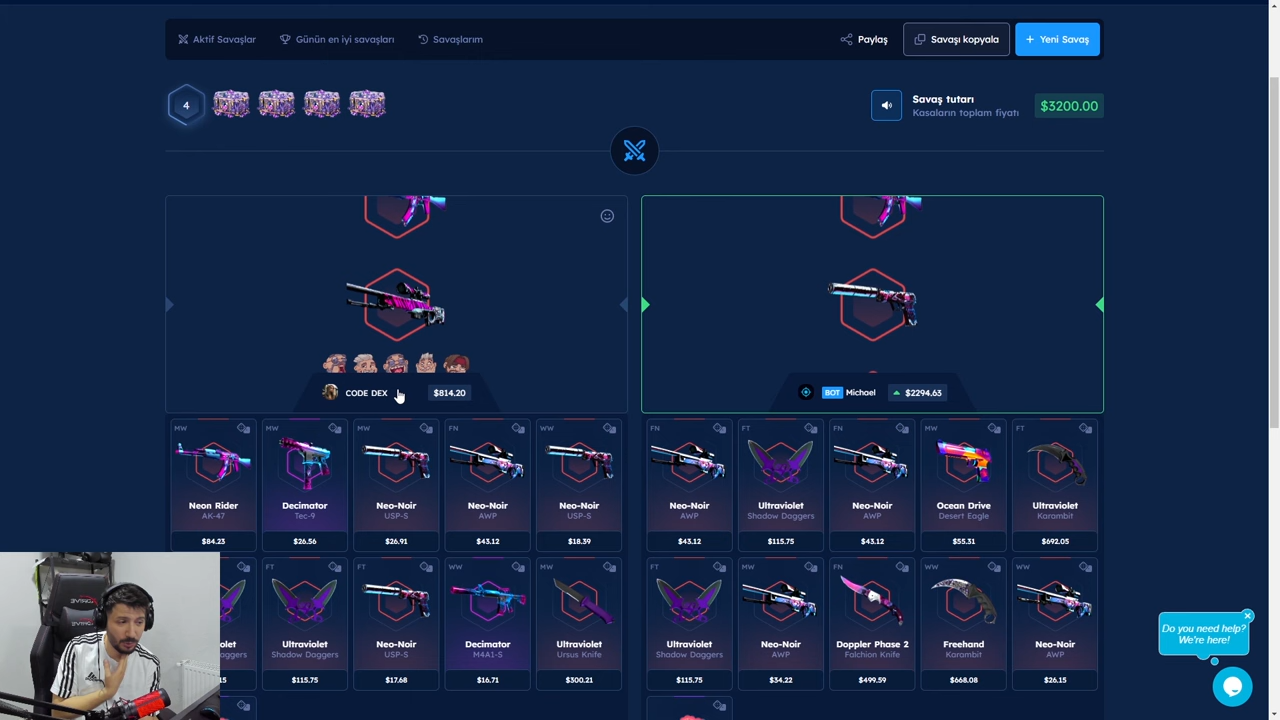 Aktif Savaşlar
Günün en iyi savaşları
Savaşlarım
Paylaş
Savaşı kopyala
+ Yeni Savaş
4
Savaş tutarı
Kasaların toplam fiyatı
$3200.00
CODE DEX
$814.20
BOT Michael
$2294.63
MW
Neon Rider
AK-47
$84.23
MW
Decimator
Tec-9
$26.56
MW
Neo-Noir
USP-S
$26.91
FN
Neo-Noir
AWP
$43.12
WW
Neo-Noir
USP-S
$18.39
FN
Neo-Noir
AWP
$43.12
FT
Ultraviolet
Shadow Daggers
$115.75
FN
Neo-Noir
AWP
$43.12
MW
Ocean Drive
Desert Eagle
$55.31
FT
Ultraviolet
Karambit
$692.05
FT
Ultraviolet
Shadow Daggers
$115.75
FT
Neo-Noir
USP-S
$17.68
WW
Decimator
M4A1-S
$16.71
MW
Ultraviolet
Ursus Knife
$300.21
FT
Ultraviolet
Shadow Daggers
$115.75
MW
Neo-Noir
AWP
$34.22
FN
Doppler Phase 2
Falchion Knife
$499.59
WW
Freehand
Karambit
$668.08
WW
Neo-Noir
AWP
$26.15
Do you need help?
We're here!